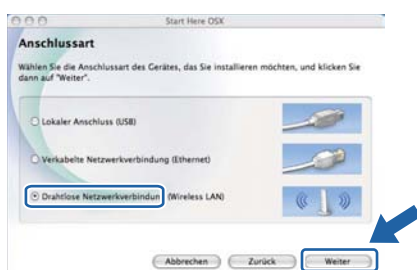 Start Here OSX
Anschlussart
Wählen Sie die Anschlussart des Gerätes, das Sie installieren möchten, und klicken Sie
dann auf "Weiter".
Lokaler Anschluss (USB)
Verkabelte Netzwerkverbindung (Ethernet)
Drahtlose Netzwerkverbindun (Wireless LAN)
Abbrechen Zurück Weiter